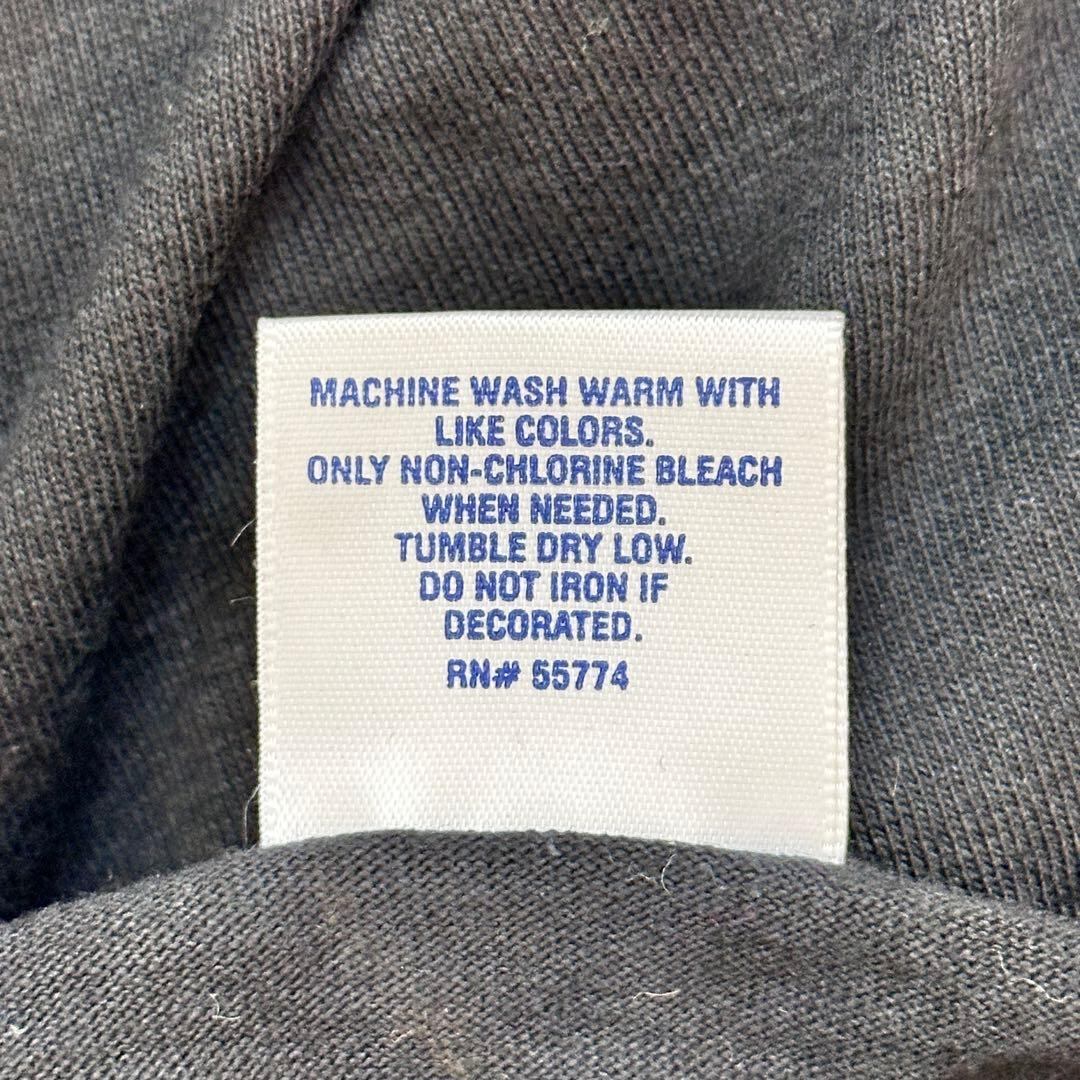 MACHINE WASH WARM WITH
LIKE COLORS.
ONLY NON-CHLORINE BLEACH
WHEN NEEDED.
TUMBLE DRY LOW.
DO NOT IRON IF
DECORATED.
RN# 55774